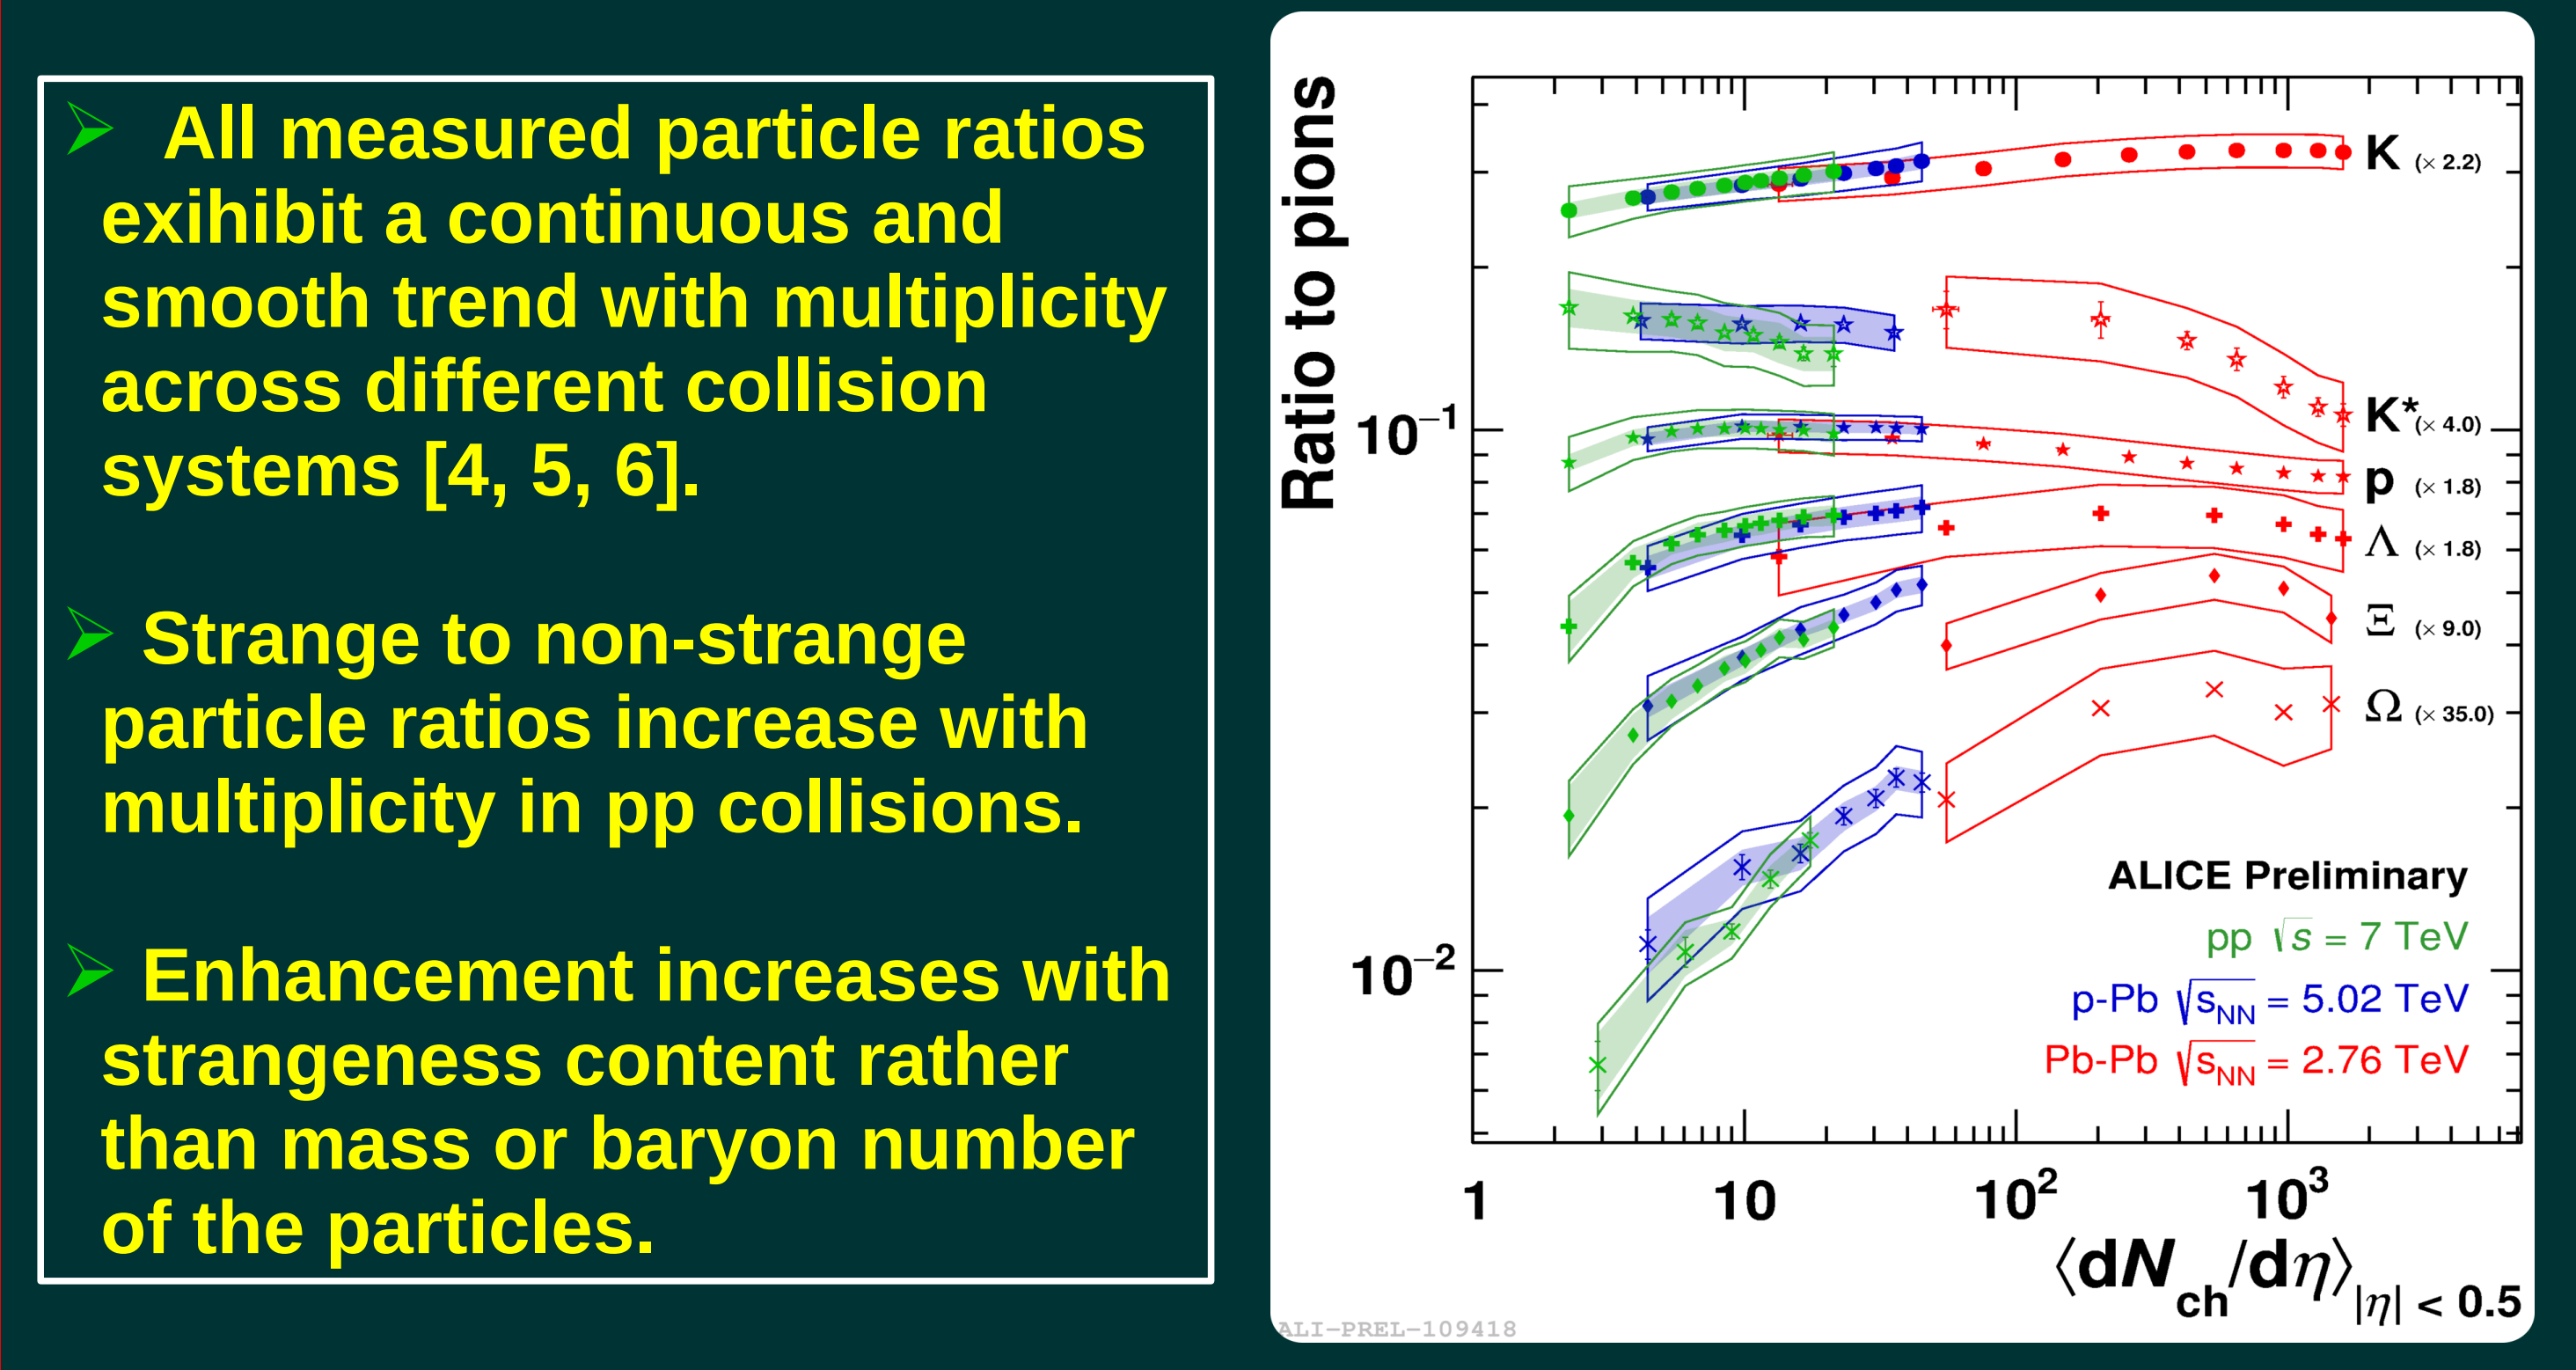 ➢ All measured particle ratios
exihibit a continuous and
smooth trend with multiplicity
across different collision
systems [4, 5, 6].
➢ Strange to non-strange
particle ratios increase with
multiplicity in pp collisions.
➢ Enhancement increases with
strangeness content rather
than mass or baryon number
of the particles.
Ratio to pions
10⁻¹
10⁻²
K (× 2.2)
K* (× 4.0)
p (× 1.8)
Λ (× 1.8)
Ξ (× 9.0)
Ω (× 35.0)
ALICE Preliminary
pp √s = 7 TeV
p-Pb √s_NN = 5.02 TeV
Pb-Pb √s_NN = 2.76 TeV
1 10 10² 10³
⟨dN_ch/dη⟩_|η| < 0.5
ALI−PREL−109418